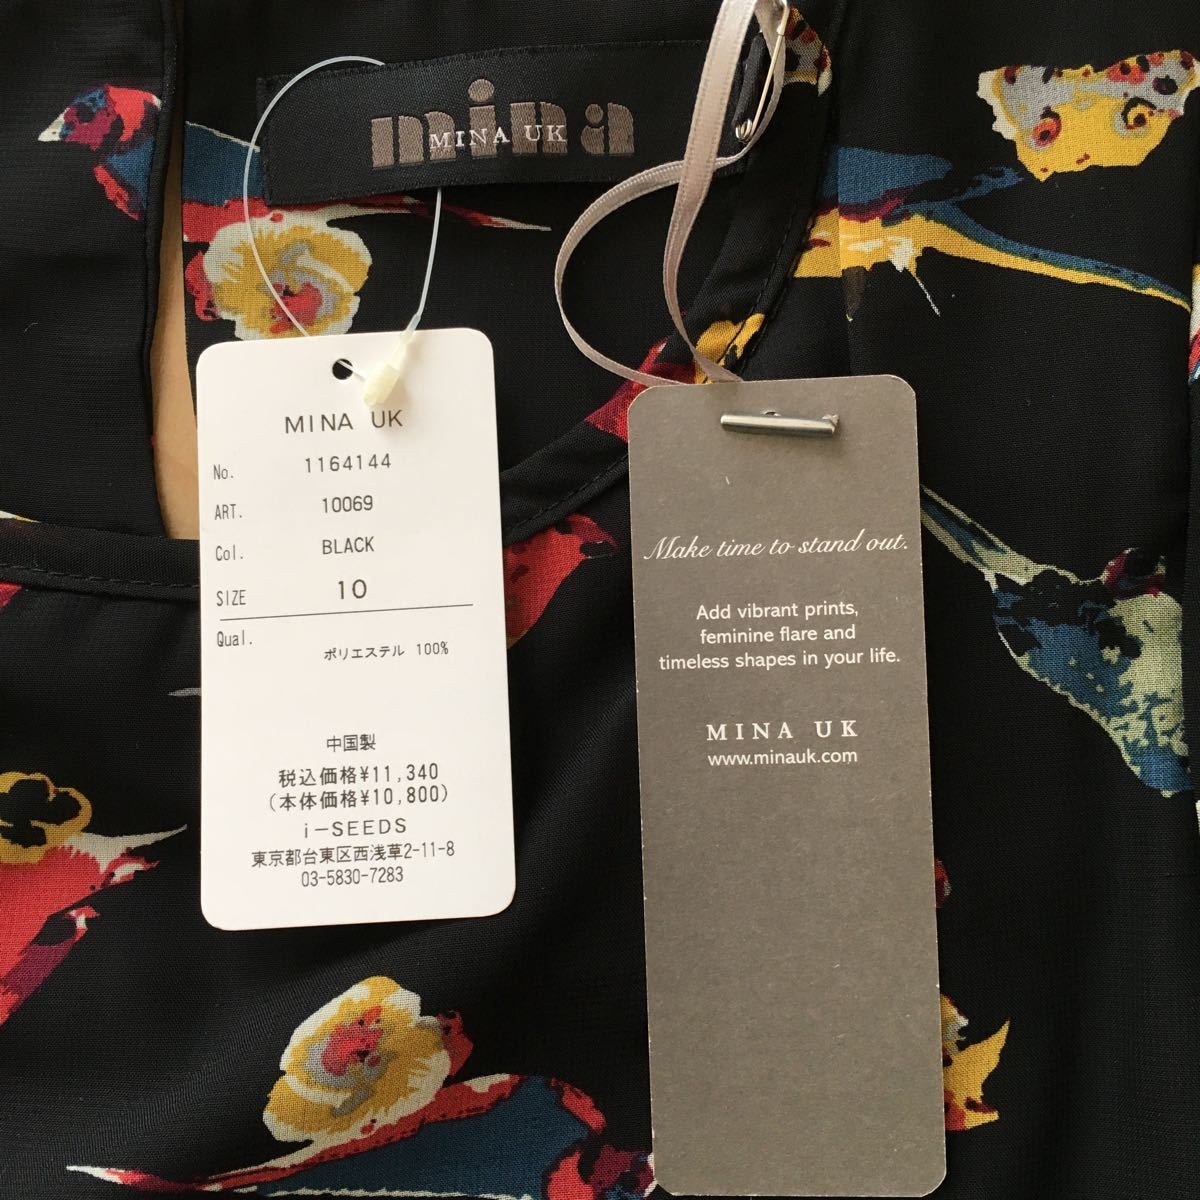 mina
MINA UK
MINA UK
No. 1164144
ART. 10069
Col. BLACK
SIZE 10
Qual. ポリエステル 100%
中国製
税込価格¥11,340
(本体価格¥10,800)
i-SEEDS
東京都台東区西浅草2-11-8
03-5830-7283
Make time to stand out.
Add vibrant prints,
feminine flare and
timeless shapes in your life.
MINA UK
www.minauk.com